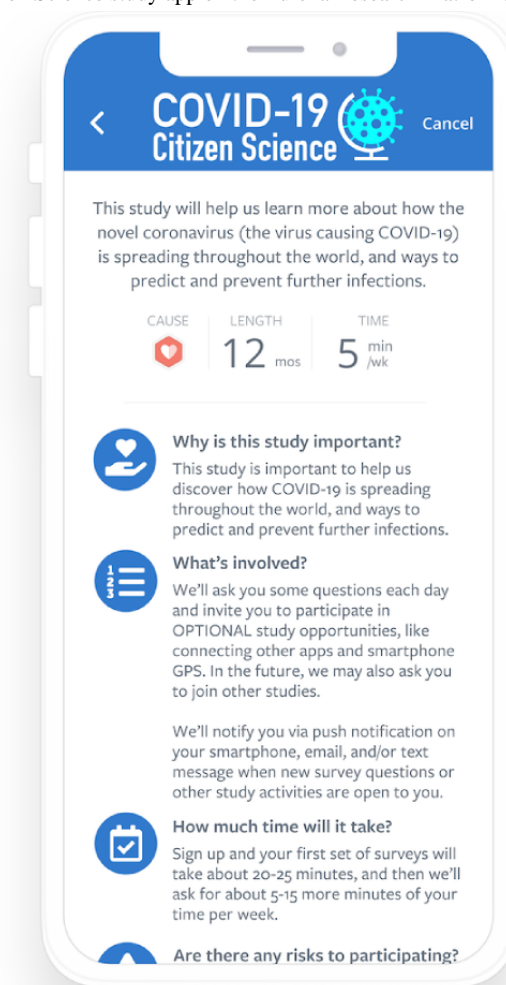 COVID-19
Citizen Science
Cancel
This study will help us learn more about how the
novel coronavirus (the virus causing COVID-19)
is spreading throughout the world, and ways to
predict and prevent further infections.
CAUSE LENGTH TIME
12 mos 5 min /wk
Why is this study important?
This study is important to help us
discover how COVID-19 is spreading
throughout the world, and ways to
predict and prevent further infections.
What's involved?
1
2
3
We'll ask you some questions each day
and invite you to participate in
OPTIONAL study opportunities, like
connecting other apps and smartphone
GPS. In the future, we may also ask you
to join other studies.
We'll notify you via push notification on
your smartphone, email, and/or text
message when new survey questions or
other study activities are open to you.
How much time will it take?
Sign up and your first set of surveys will
take about 20-25 minutes, and then we'll
ask for about 5-15 more minutes of your
time per week.
Are there any risks to participating?